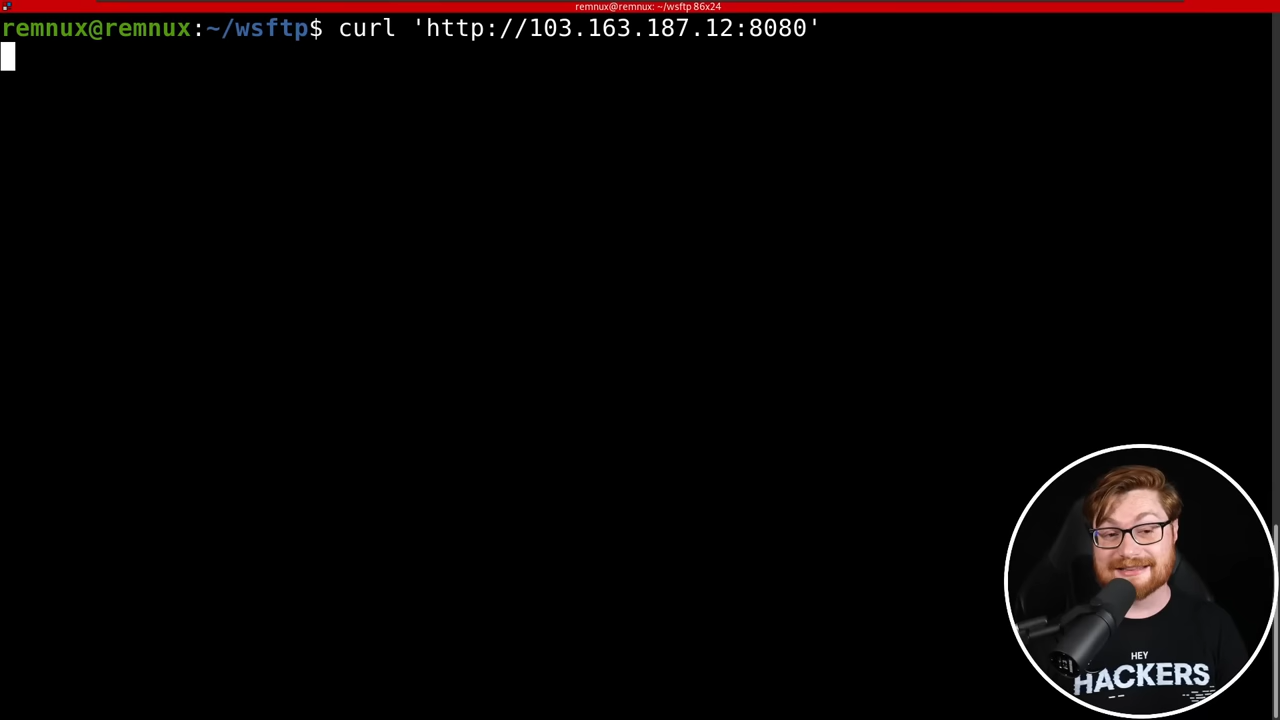 remnux@remnux: ~/wsftp 86x24
remnux@remnux:~/wsftp$ curl 'http://103.163.187.12:8080'
HEY
HACKERS